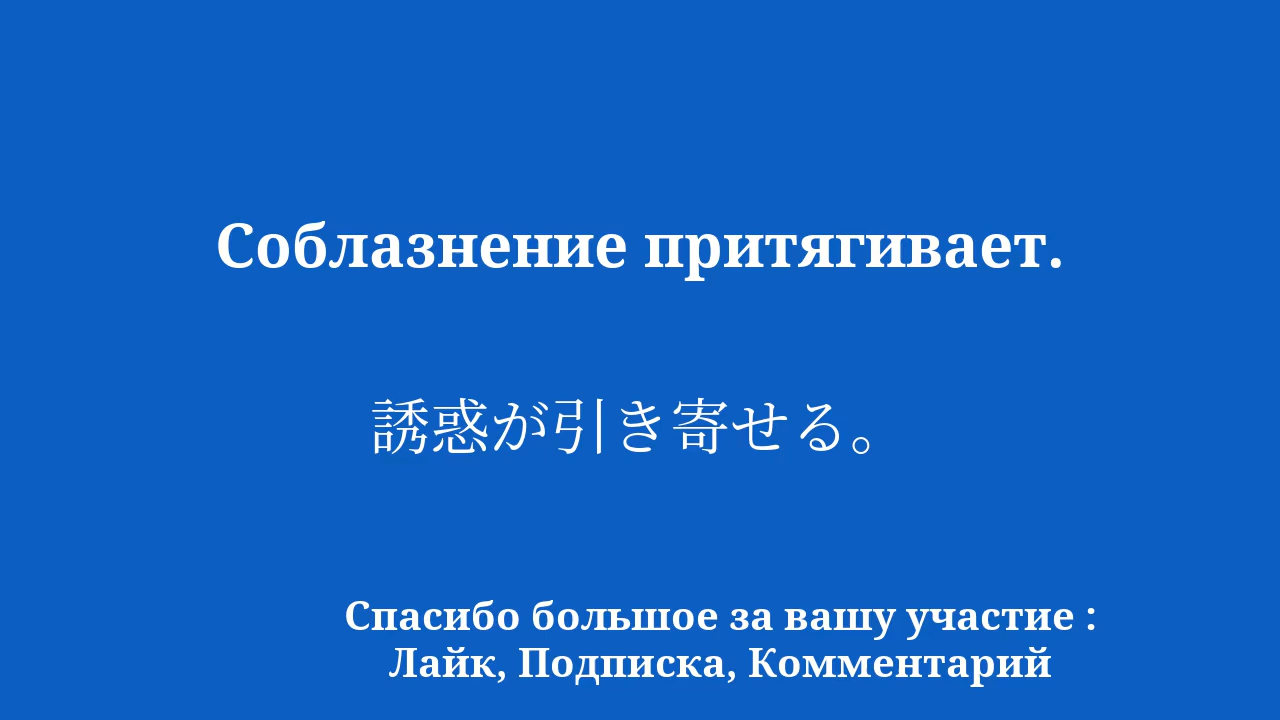 Соблазнение притягивает.
誘惑が引き寄せる。
Спасибо большое за вашу участие :
Лайк, Подписка, Комментарий